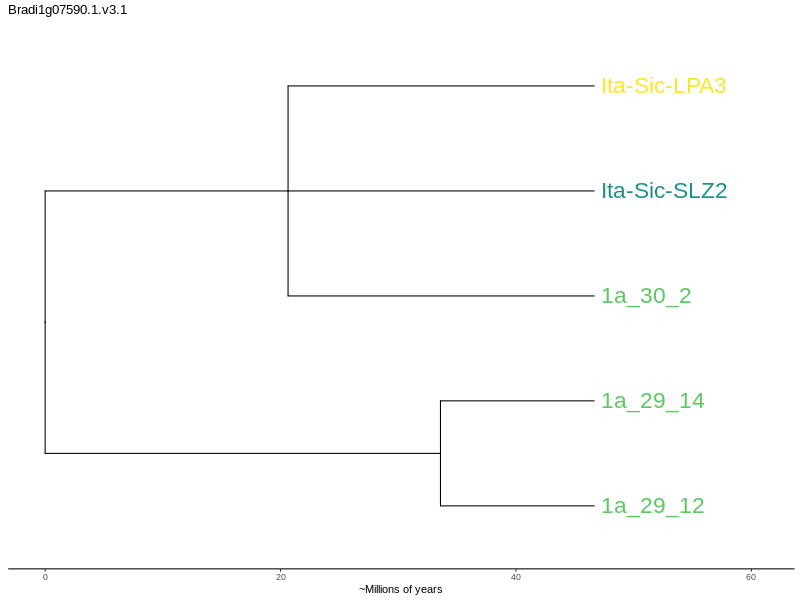 Bradi1g07590.1.v3.1
Ita-Sic-LPA3
Ita-Sic-SLZ2
1a_30_2
1a_29_14
1a_29_12
0 20 40 60
~Millions of years